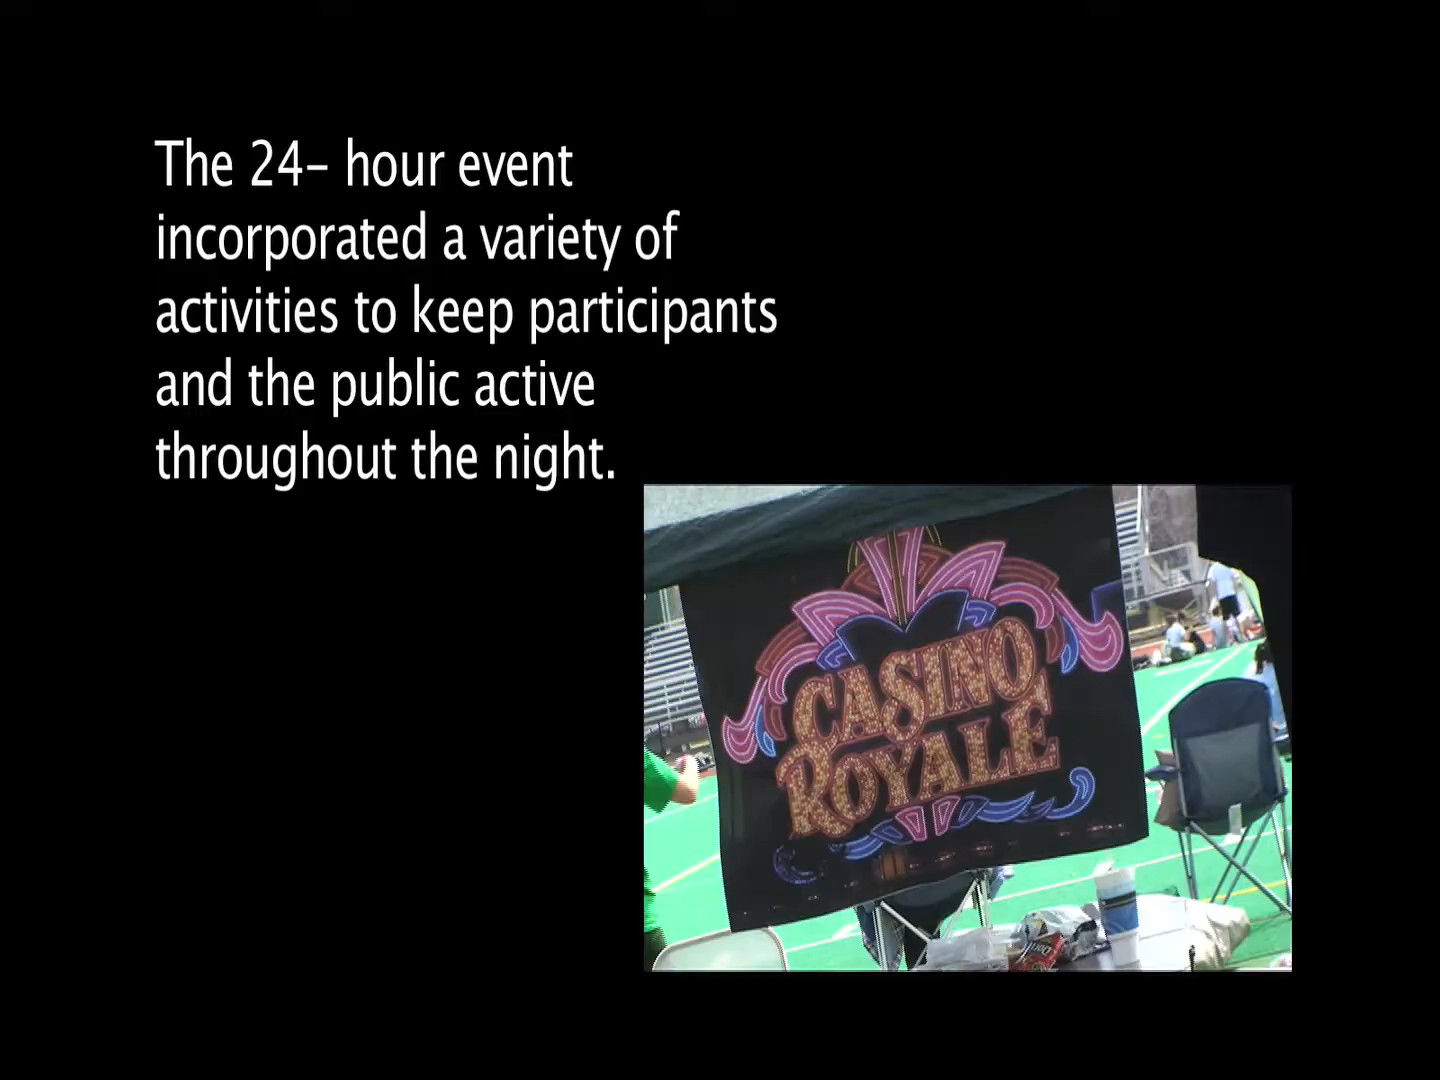 The 24– hour event
incorporated a variety of
activities to keep participants
and the public active
throughout the night.
CASINO
ROYALE